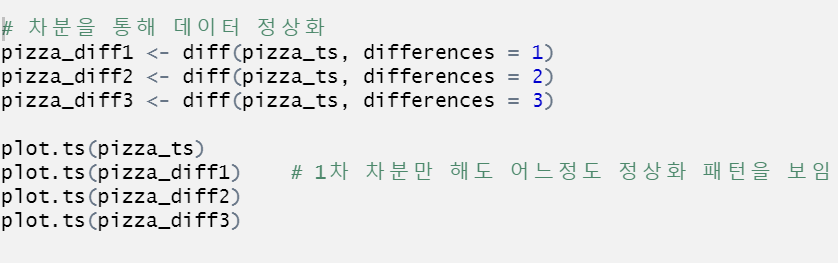 # 차분을 통해 데이터 정상화
pizza_diff1 <- diff(pizza_ts, differences = 1)
pizza_diff2 <- diff(pizza_ts, differences = 2)
pizza_diff3 <- diff(pizza_ts, differences = 3)
plot.ts(pizza_ts)
plot.ts(pizza_diff1)    # 1차 차분만 해도 어느정도 정상화 패턴을 보임
plot.ts(pizza_diff2)
plot.ts(pizza_diff3)